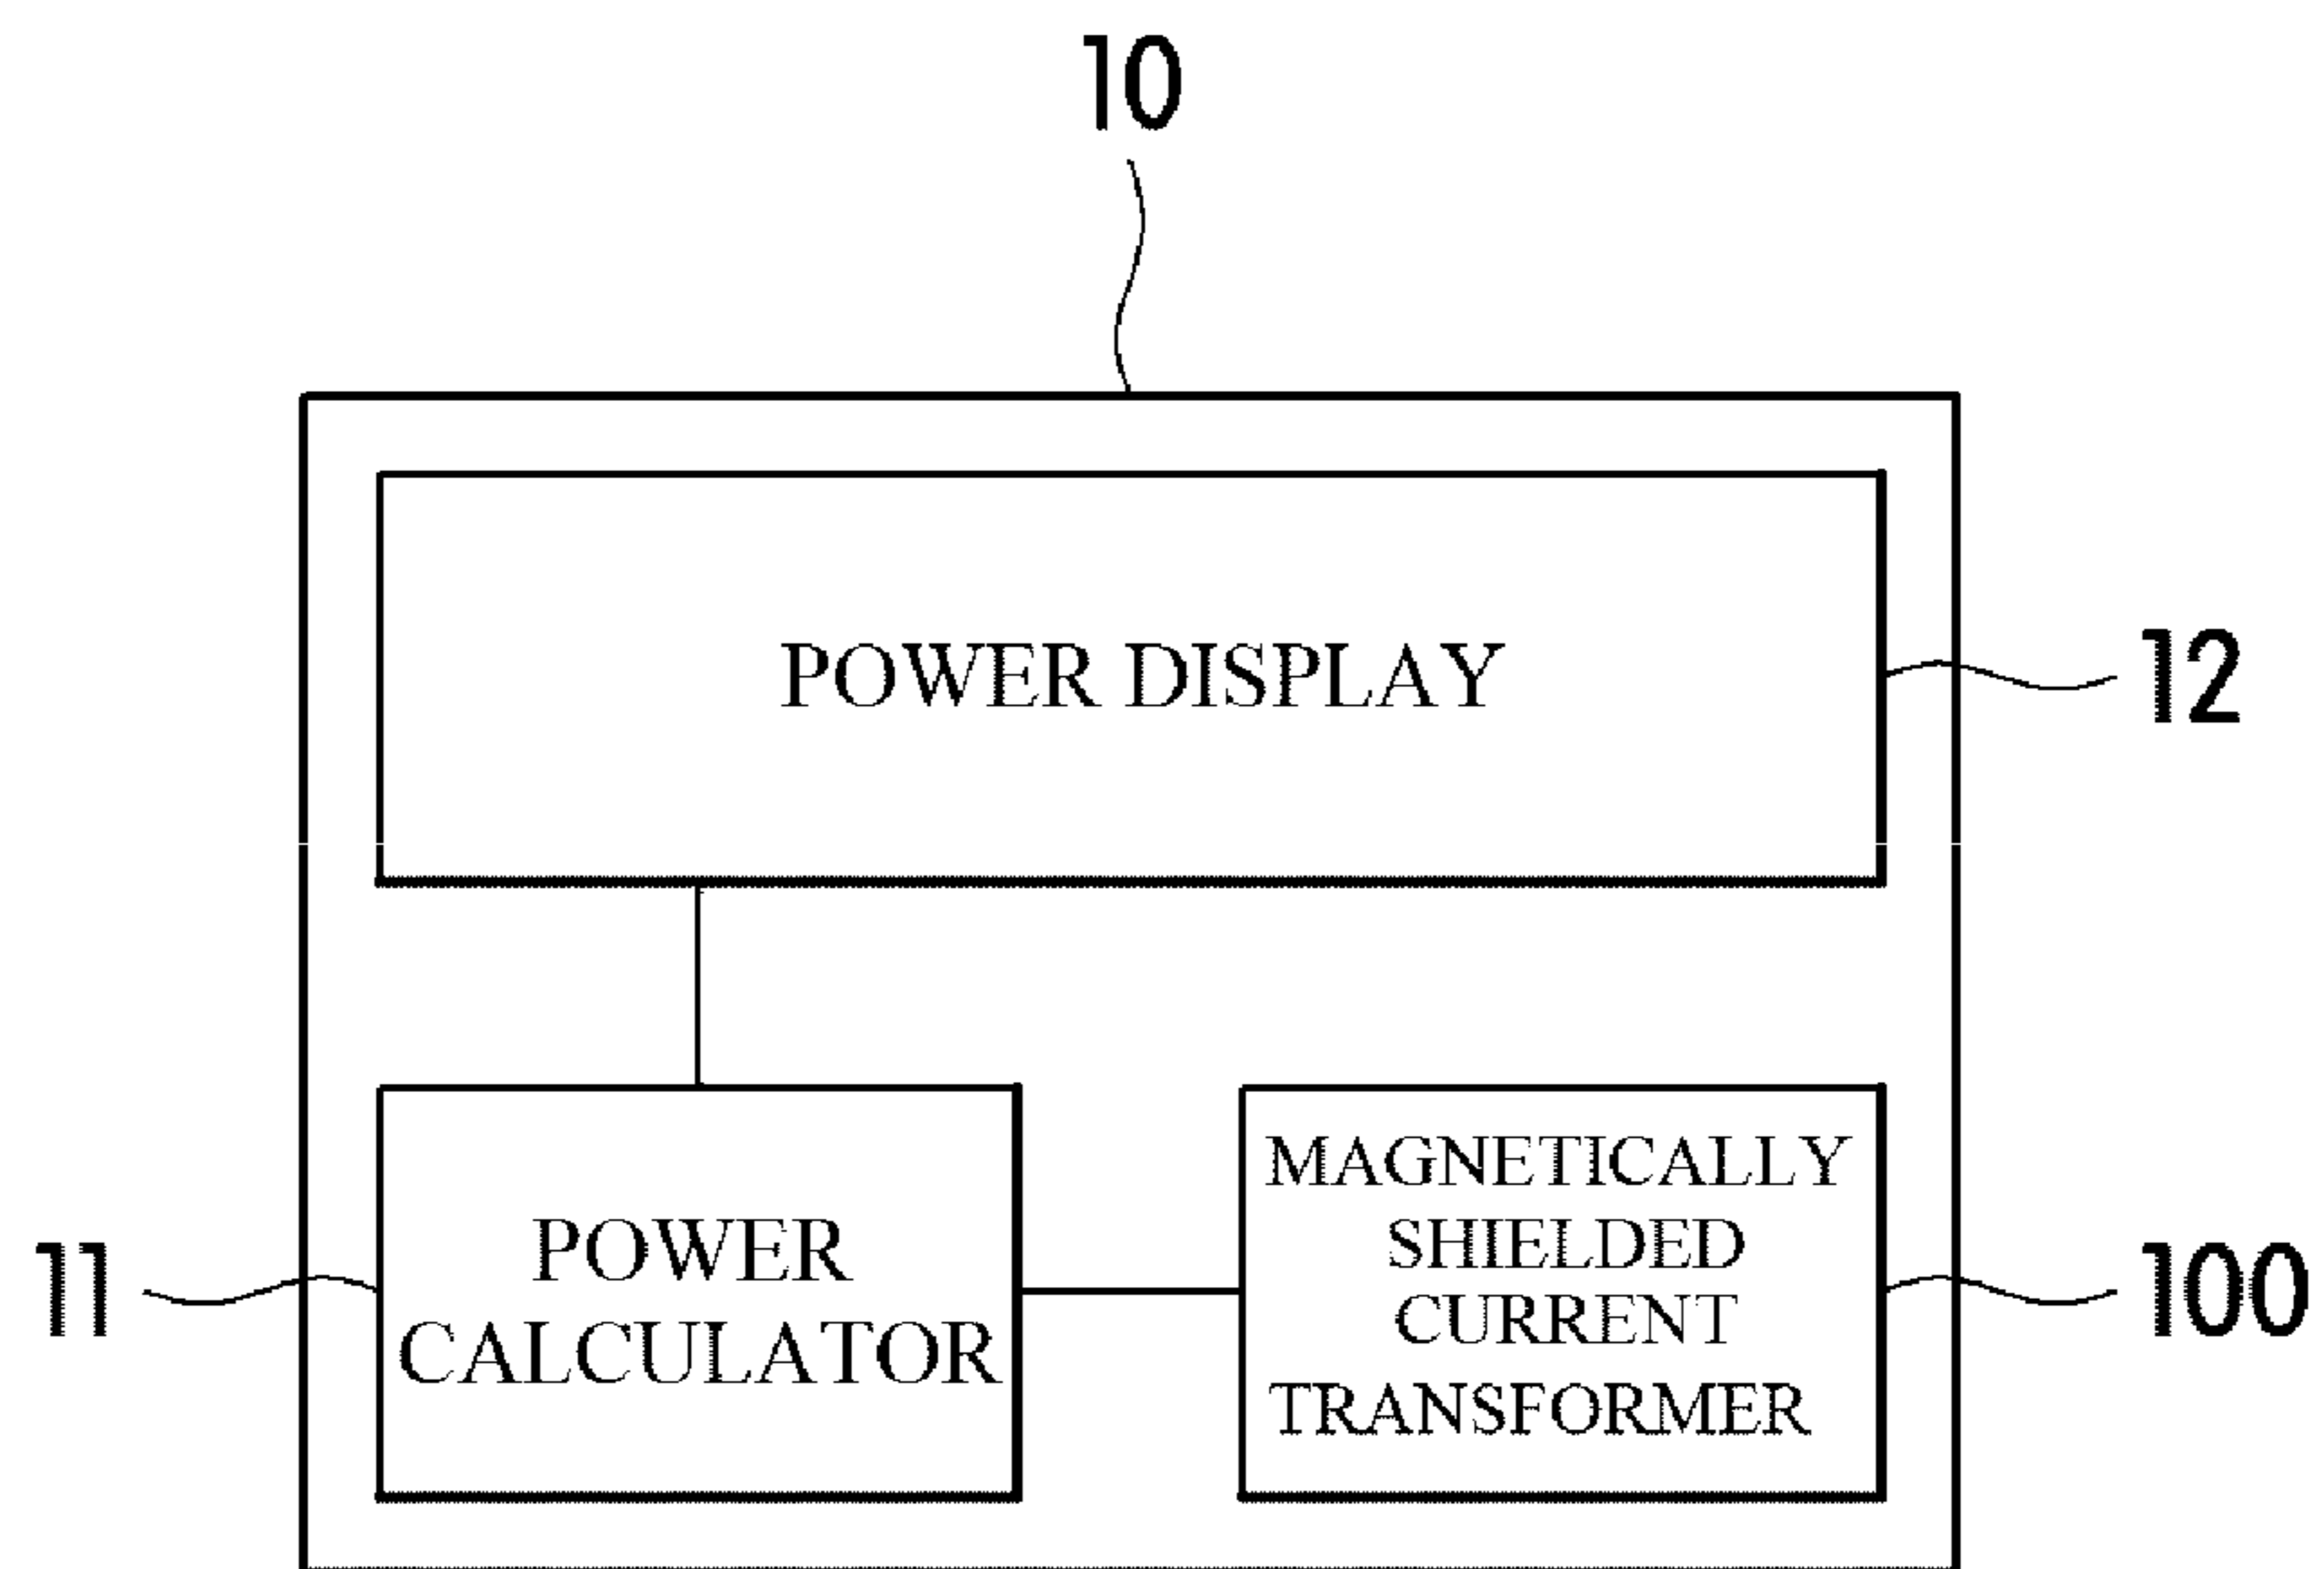 10
POWER DISPLAY
12
11
POWER
CALCULATOR
MAGNETICALLY
SHIELDED
CURRENT
TRANSFORMER
100